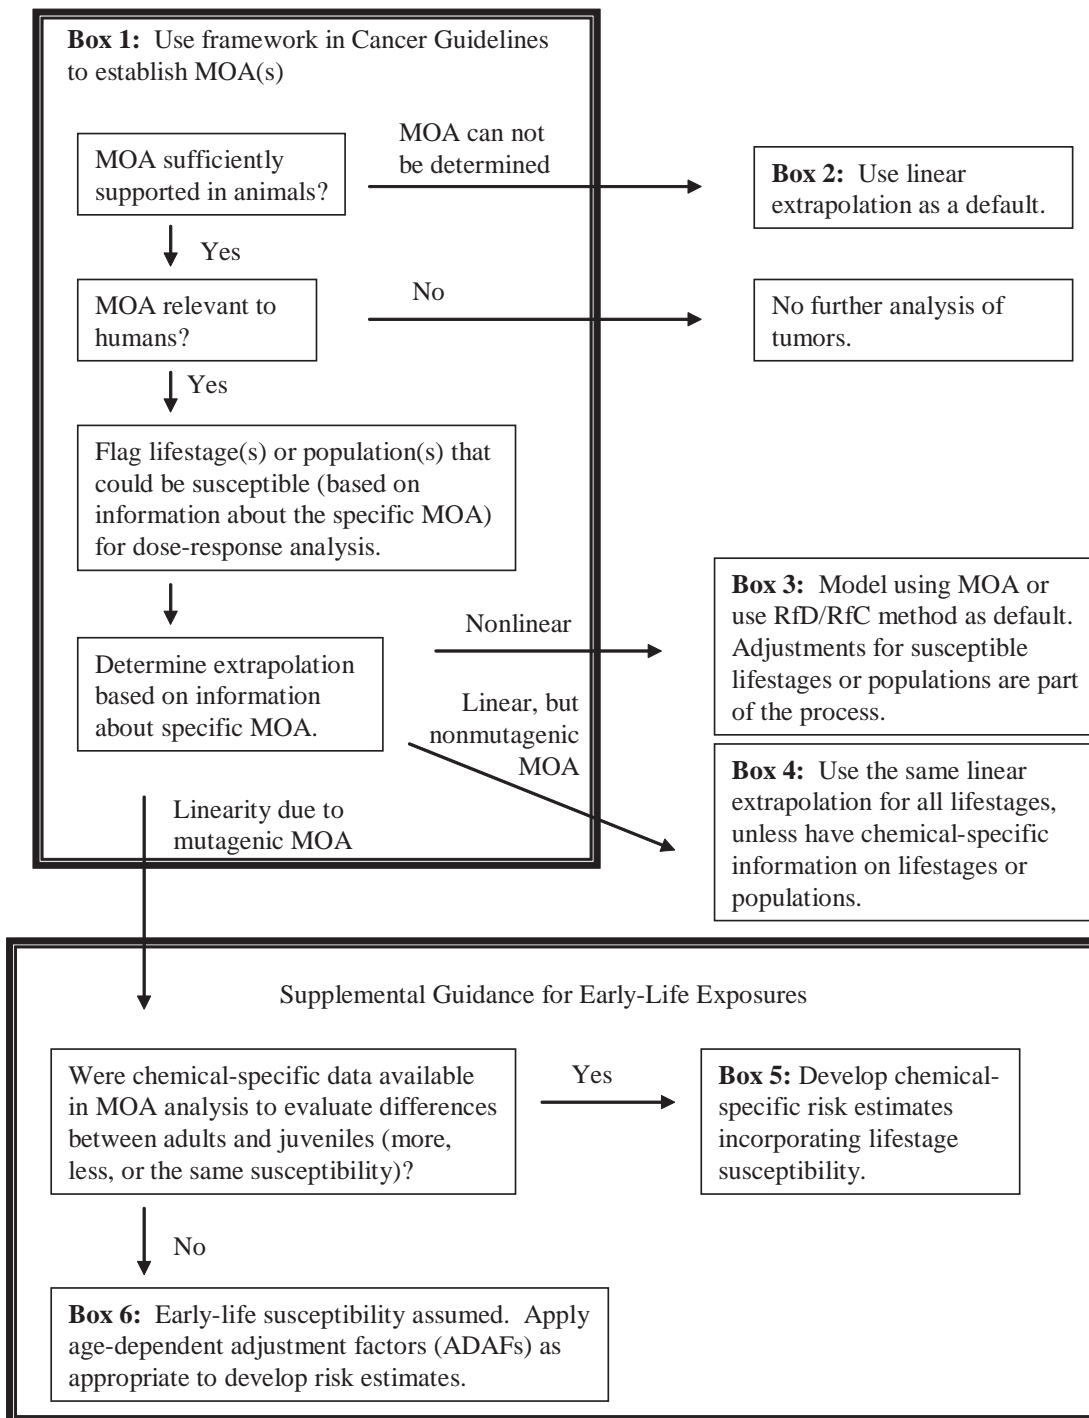 Box 1: Use framework in Cancer Guidelines
to establish MOA(s)
MOA sufficiently
supported in animals?
MOA can not
be determined
Box 2: Use linear
extrapolation as a default.
Yes
MOA relevant to
humans?
No
No further analysis of
tumors.
Yes
Flag lifestage(s) or population(s) that
could be susceptible (based on
information about the specific MOA)
for dose-response analysis.
Nonlinear
Box 3: Model using MOA or
use RfD/RfC method as default.
Adjustments for susceptible
lifestages or populations are part
of the process.
Determine extrapolation
based on information
about specific MOA.
Linear, but
nonmutagenic
MOA
Box 4: Use the same linear
extrapolation for all lifestages,
unless have chemical-specific
information on lifestages or
populations.
Linearity due to
mutagenic MOA
Supplemental Guidance for Early-Life Exposures
Were chemical-specific data available
in MOA analysis to evaluate differences
between adults and juveniles (more,
less, or the same susceptibility)?
Yes
Box 5: Develop chemical-
specific risk estimates
incorporating lifestage
susceptibility.
No
Box 6: Early-life susceptibility assumed. Apply
age-dependent adjustment factors (ADAFs) as
appropriate to develop risk estimates.